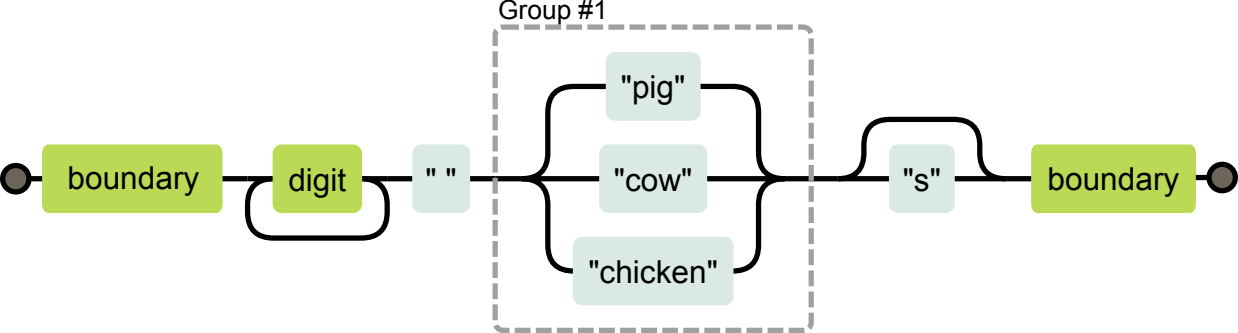 Group #1
boundary
digit
" "
"pig"
"cow"
"chicken"
"s"
boundary